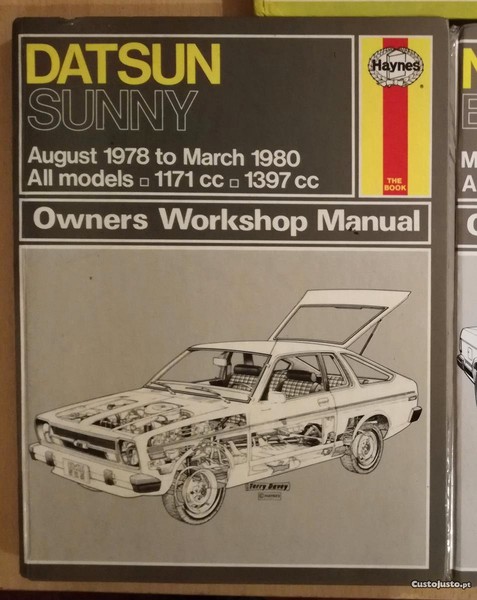 DATSUN
SUNNY
August 1978 to March 1980
All models □ 1171 cc □ 1397 cc
Haynes
®
THE
BOOK
Owners Workshop Manual
Terry Davey
CustoJusto.pt